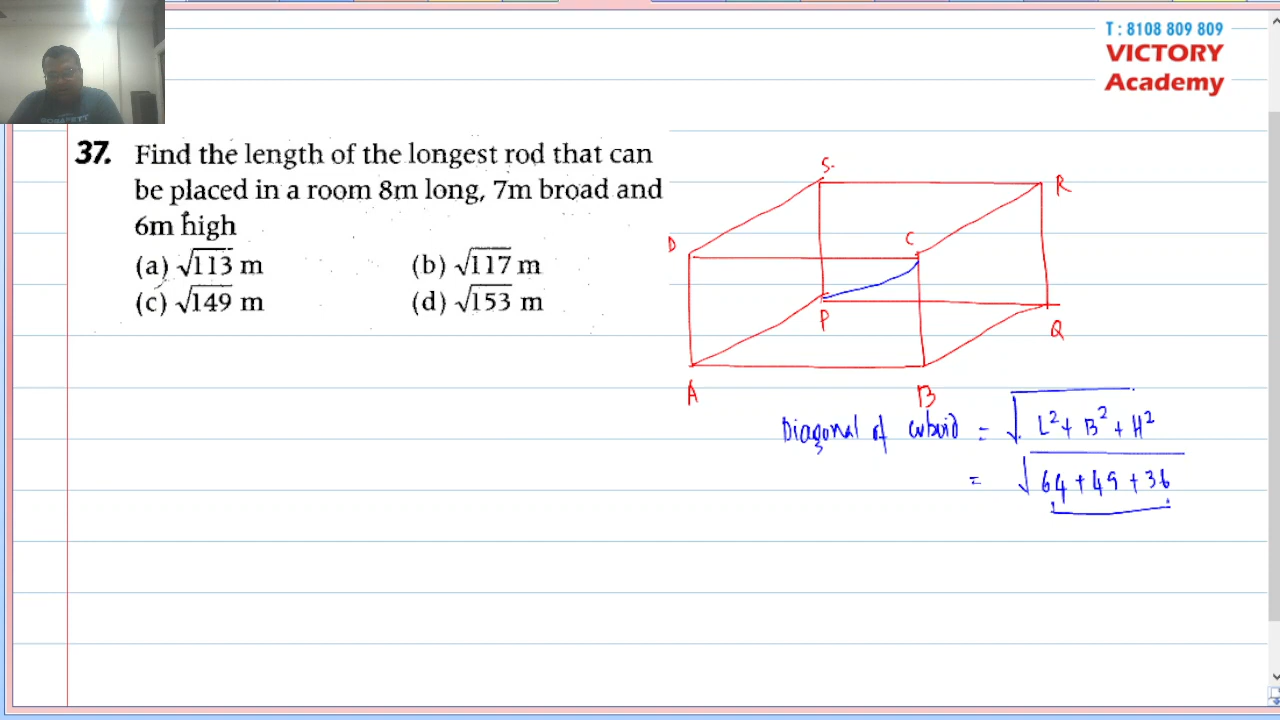 T : 8108 809 809
VICTORY
Academy
37. Find the length of the longest rod that can
be placed in a room 8m long, 7m broad and
6m high
(a) √113 m (b) √117 m
(c) √149 m (d) √153 m
S
R
D
C
P
Q
A
B
Diagonal of cuboid = √L² + B² + H²
= √64 + 49 + 36